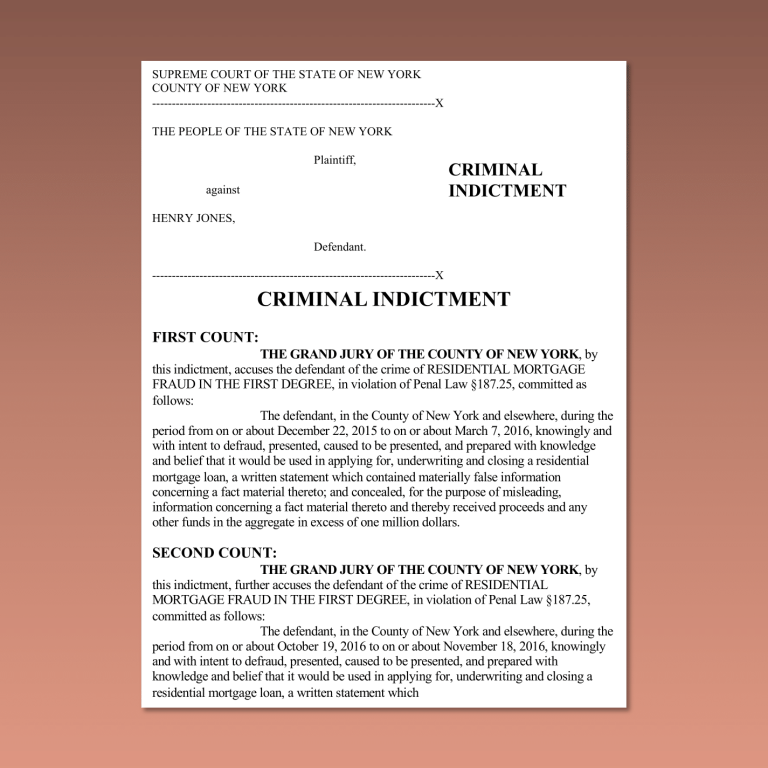 SUPREME COURT OF THE STATE OF NEW YORK
COUNTY OF NEW YORK
------------------------------------------------------------------------X
THE PEOPLE OF THE STATE OF NEW YORK
Plaintiff,
CRIMINAL
INDICTMENT
against
HENRY JONES,
Defendant.
------------------------------------------------------------------------X
CRIMINAL INDICTMENT
FIRST COUNT:
THE GRAND JURY OF THE COUNTY OF NEW YORK, by
this indictment, accuses the defendant of the crime of RESIDENTIAL MORTGAGE
FRAUD IN THE FIRST DEGREE, in violation of Penal Law §187.25, committed as
follows:
The defendant, in the County of New York and elsewhere, during the
period from on or about December 22, 2015 to on or about March 7, 2016, knowingly and
with intent to defraud, presented, caused to be presented, and prepared with knowledge
and belief that it would be used in applying for, underwriting and closing a residential
mortgage loan, a written statement which contained materially false information
concerning a fact material thereto; and concealed, for the purpose of misleading,
information concerning a fact material thereto and thereby received proceeds and any
other funds in the aggregate in excess of one million dollars.
SECOND COUNT:
THE GRAND JURY OF THE COUNTY OF NEW YORK, by
this indictment, further accuses the defendant of the crime of RESIDENTIAL
MORTGAGE FRAUD IN THE FIRST DEGREE, in violation of Penal Law §187.25,
committed as follows:
The defendant, in the County of New York and elsewhere, during the
period from on or about October 19, 2016 to on or about November 18, 2016, knowingly
and with intent to defraud, presented, caused to be presented, and prepared with
knowledge and belief that it would be used in applying for, underwriting and closing a
residential mortgage loan, a written statement which